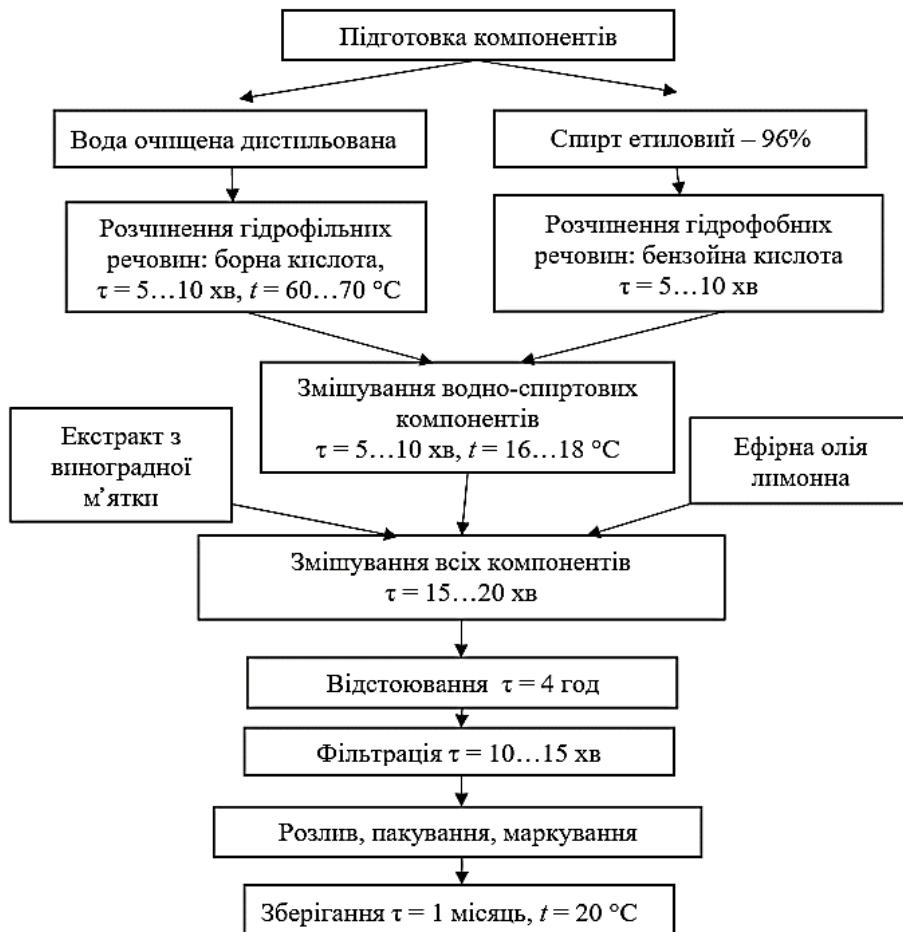 Підготовка компонентів
Вода очищена дистильована
Спирт етиловий – 96%
Розчинення гідрофільних
речовин: борна кислота,
τ = 5…10 хв, t = 60…70 °C
Розчинення гідрофобних
речовин: бензойна кислота
τ = 5…10 хв
Змішування водно-спиртових
компонентів
τ = 5…10 хв, t = 16…18 °C
Екстракт з
виноградної
м’ятки
Ефірна олія
лимонна
Змішування всіх компонентів
τ = 15…20 хв
Відстоювання τ = 4 год
Фільтрація τ = 10…15 хв
Розлив, пакування, маркування
Зберігання τ = 1 місяць, t = 20 °C